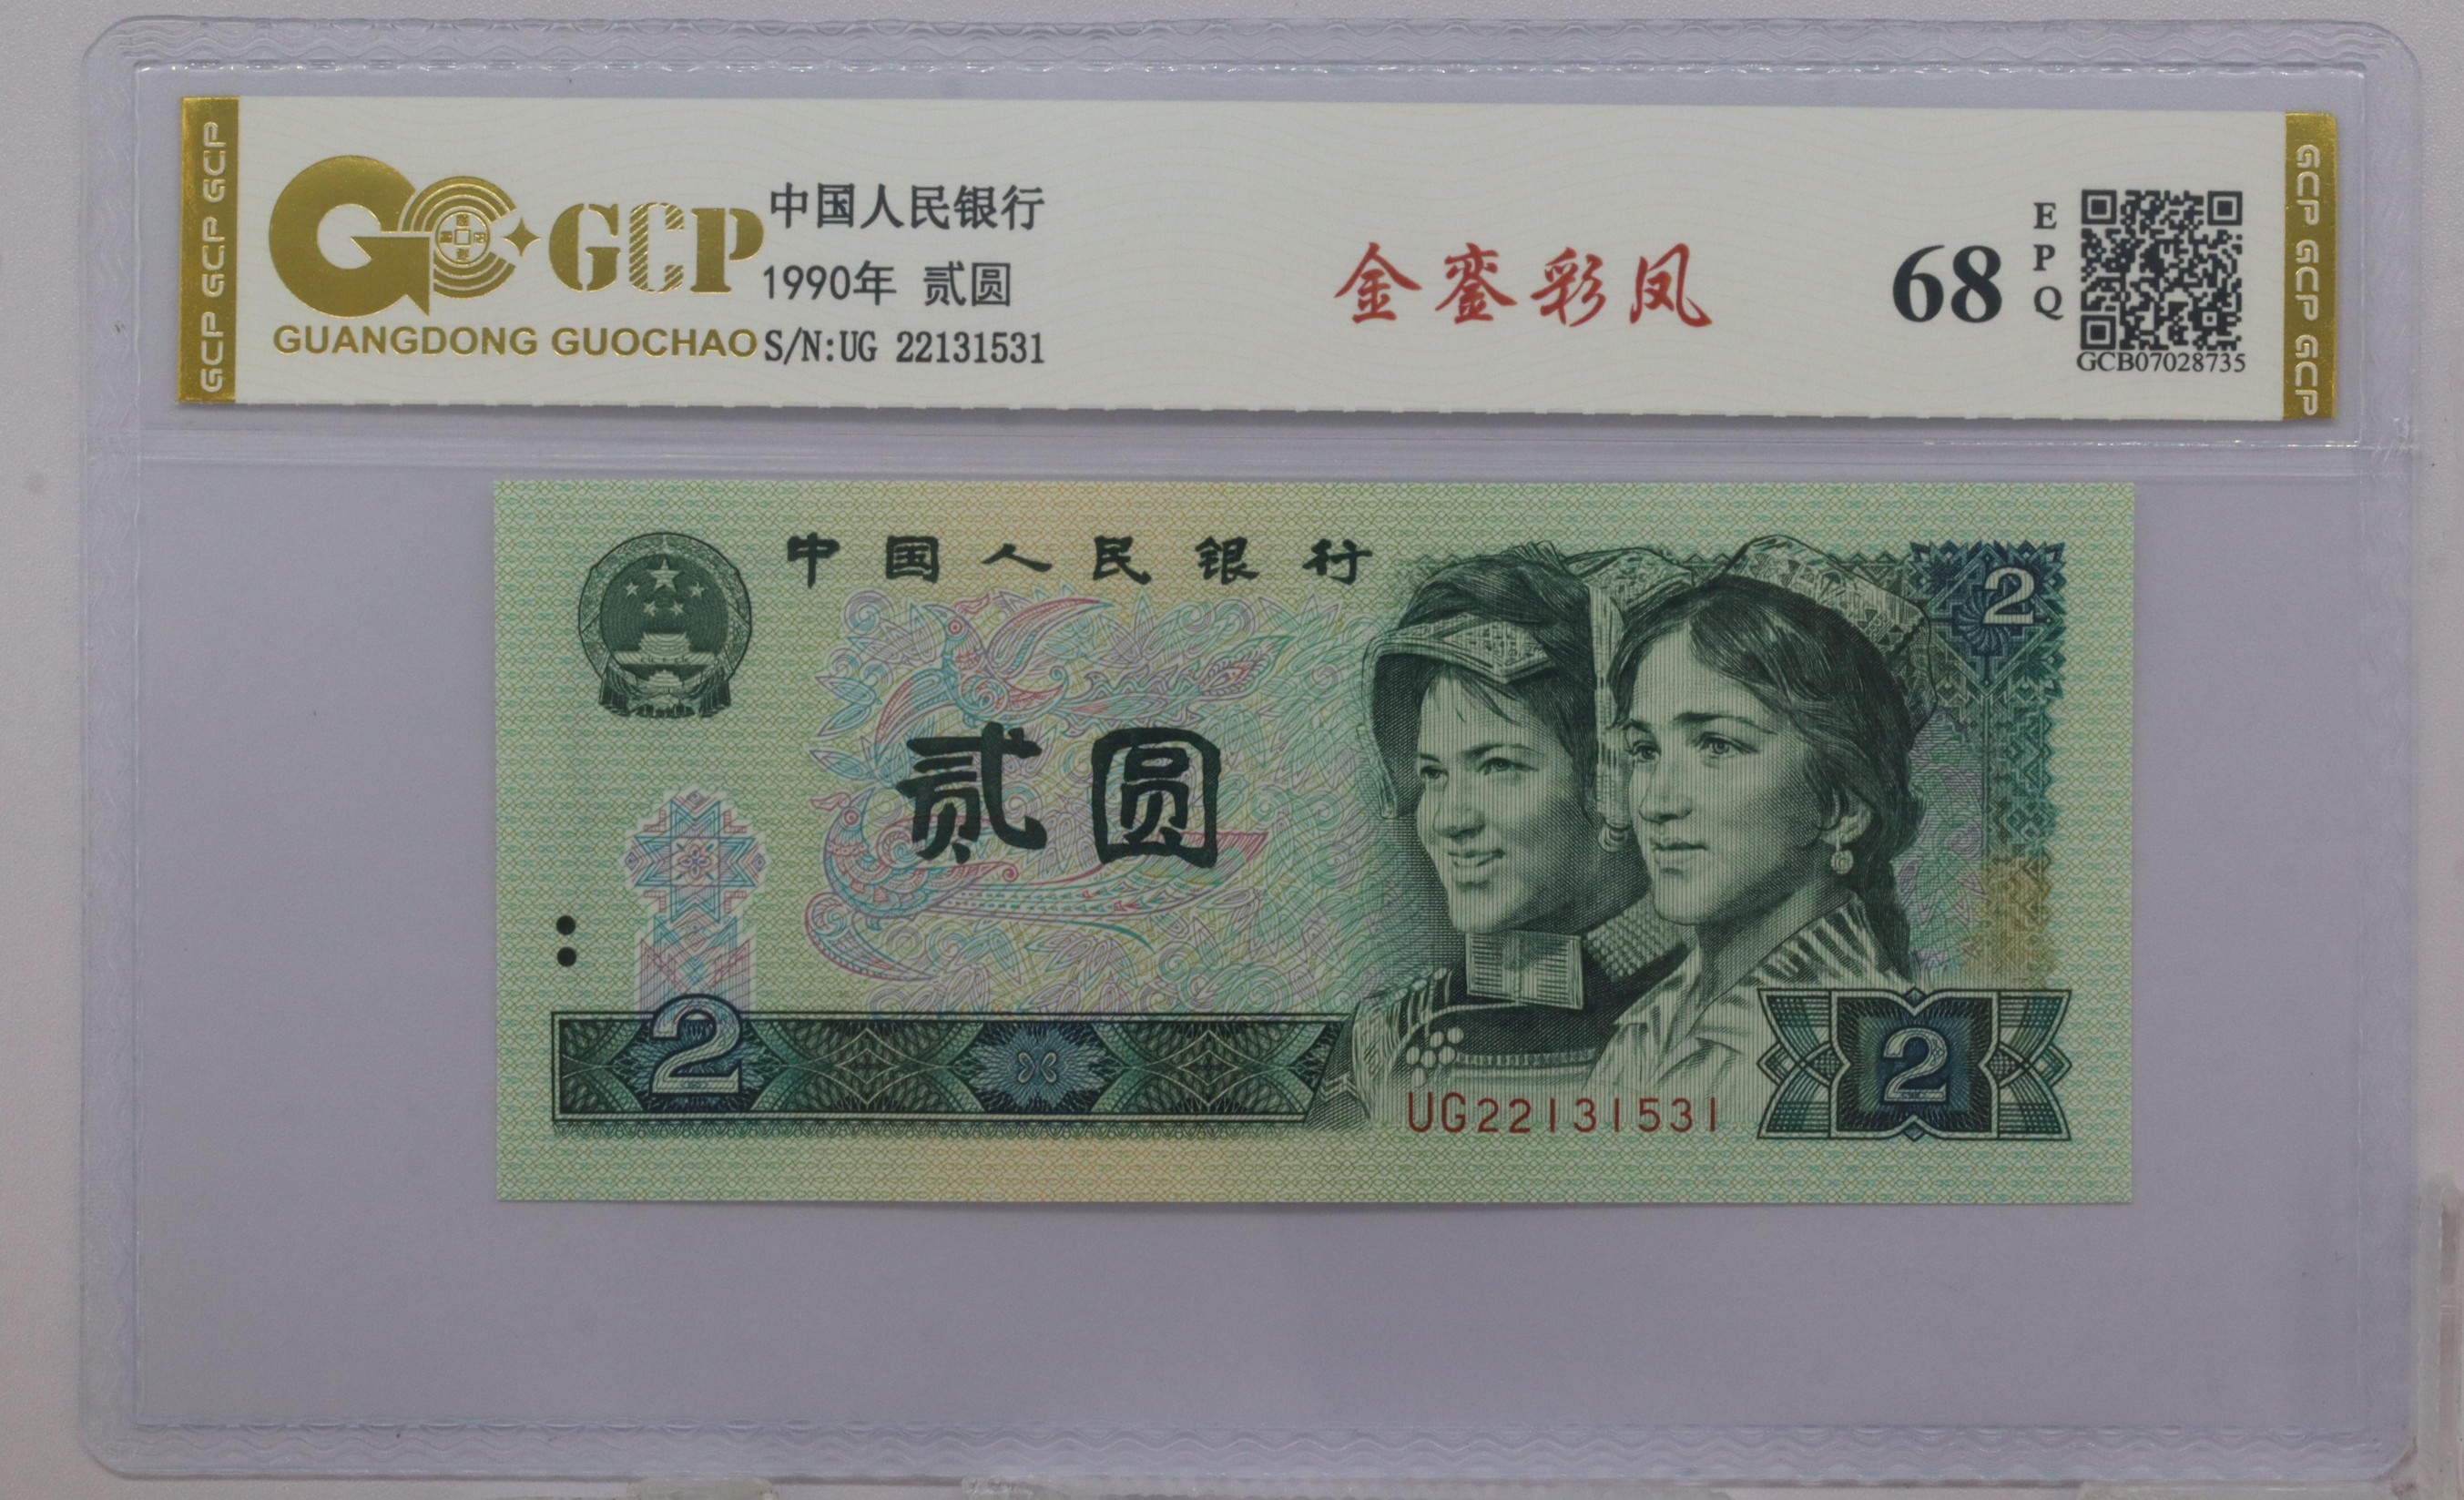 GCP GCP GCP
GCP
GUANGDONG GUOCHAO
中国人民银行
1990年 贰圆
S/N:UG 22131531
金銮彩凤
68
EPQ
GCB07028735
GCP GCP GCP
中国人民银行
2
贰圆
2
UG22131531
2